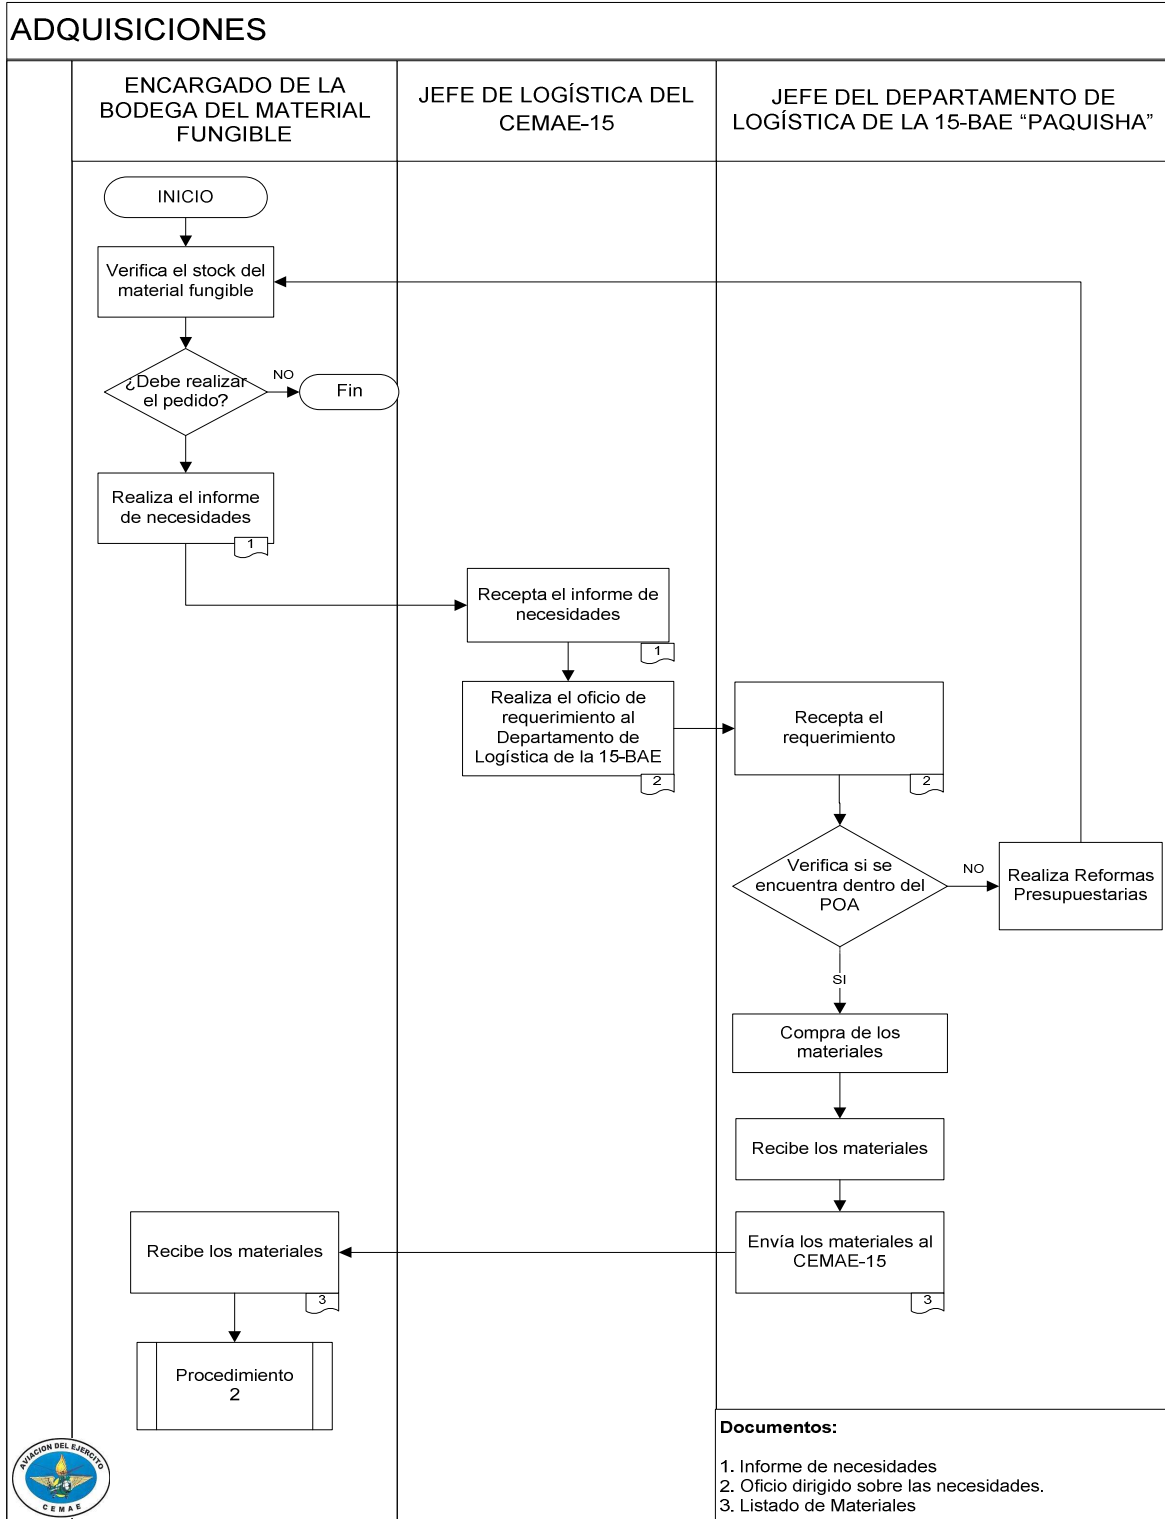 ADQUISICIONES
ENCARGADO DE LA
BODEGA DEL MATERIAL
FUNGIBLE
JEFE DE LOGÍSTICA DEL
CEMAE-15
JEFE DEL DEPARTAMENTO DE
LOGÍSTICA DE LA 15-BAE “PAQUISHA”
INICIO
Verifica el stock del
material fungible
¿Debe realizar
el pedido?
NO
Fin
Realiza el informe
de necesidades
1
Recepta el informe de
necesidades
1
Realiza el oficio de
requerimiento al
Departamento de
Logística de la 15-BAE
2
Recepta el
requerimiento
2
Verifica si se
encuentra dentro del
POA
NO
Realiza Reformas
Presupuestarias
SI
Compra de los
materiales
Recibe los materiales
Envía los materiales al
CEMAE-15
3
Recibe los materiales
3
Procedimiento
2
AVIACION DEL EJERCITO
CEMAE
Documentos:
1. Informe de necesidades
2. Oficio dirigido sobre las necesidades.
3. Listado de Materiales